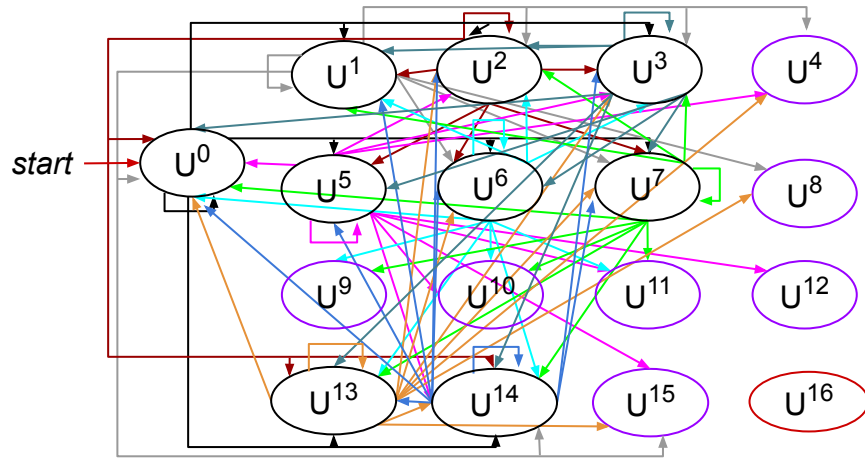 U¹ U² U³ U⁴
start U⁰
U⁵ U⁶ U⁷ U⁸
U⁹ U¹⁰ U¹¹ U¹²
U¹³ U¹⁴ U¹⁵ U¹⁶